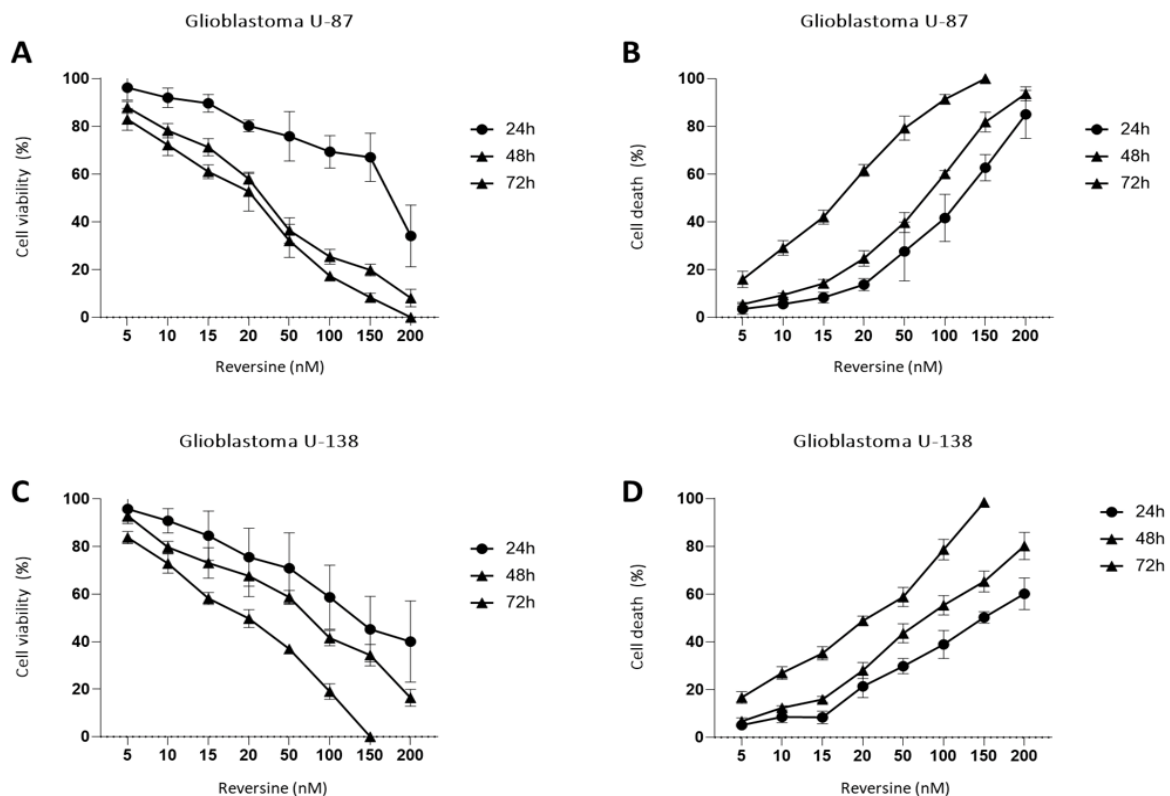 Glioblastoma U-87
A
Cell viability (%)
100
80
60
40
20
0
5 10 15 20 50 100 150 200
Reversine (nM)
24h
48h
72h
Glioblastoma U-87
B
Cell death (%)
100
80
60
40
20
0
5 10 15 20 50 100 150 200
Reversine (nM)
24h
48h
72h
Glioblastoma U-138
C
Cell viability (%)
100
80
60
40
20
0
5 10 15 20 50 100 150 200
Reversine (nM)
24h
48h
72h
Glioblastoma U-138
D
Cell death (%)
100
80
60
40
20
0
5 10 15 20 50 100 150 200
Reversine (nM)
24h
48h
72h